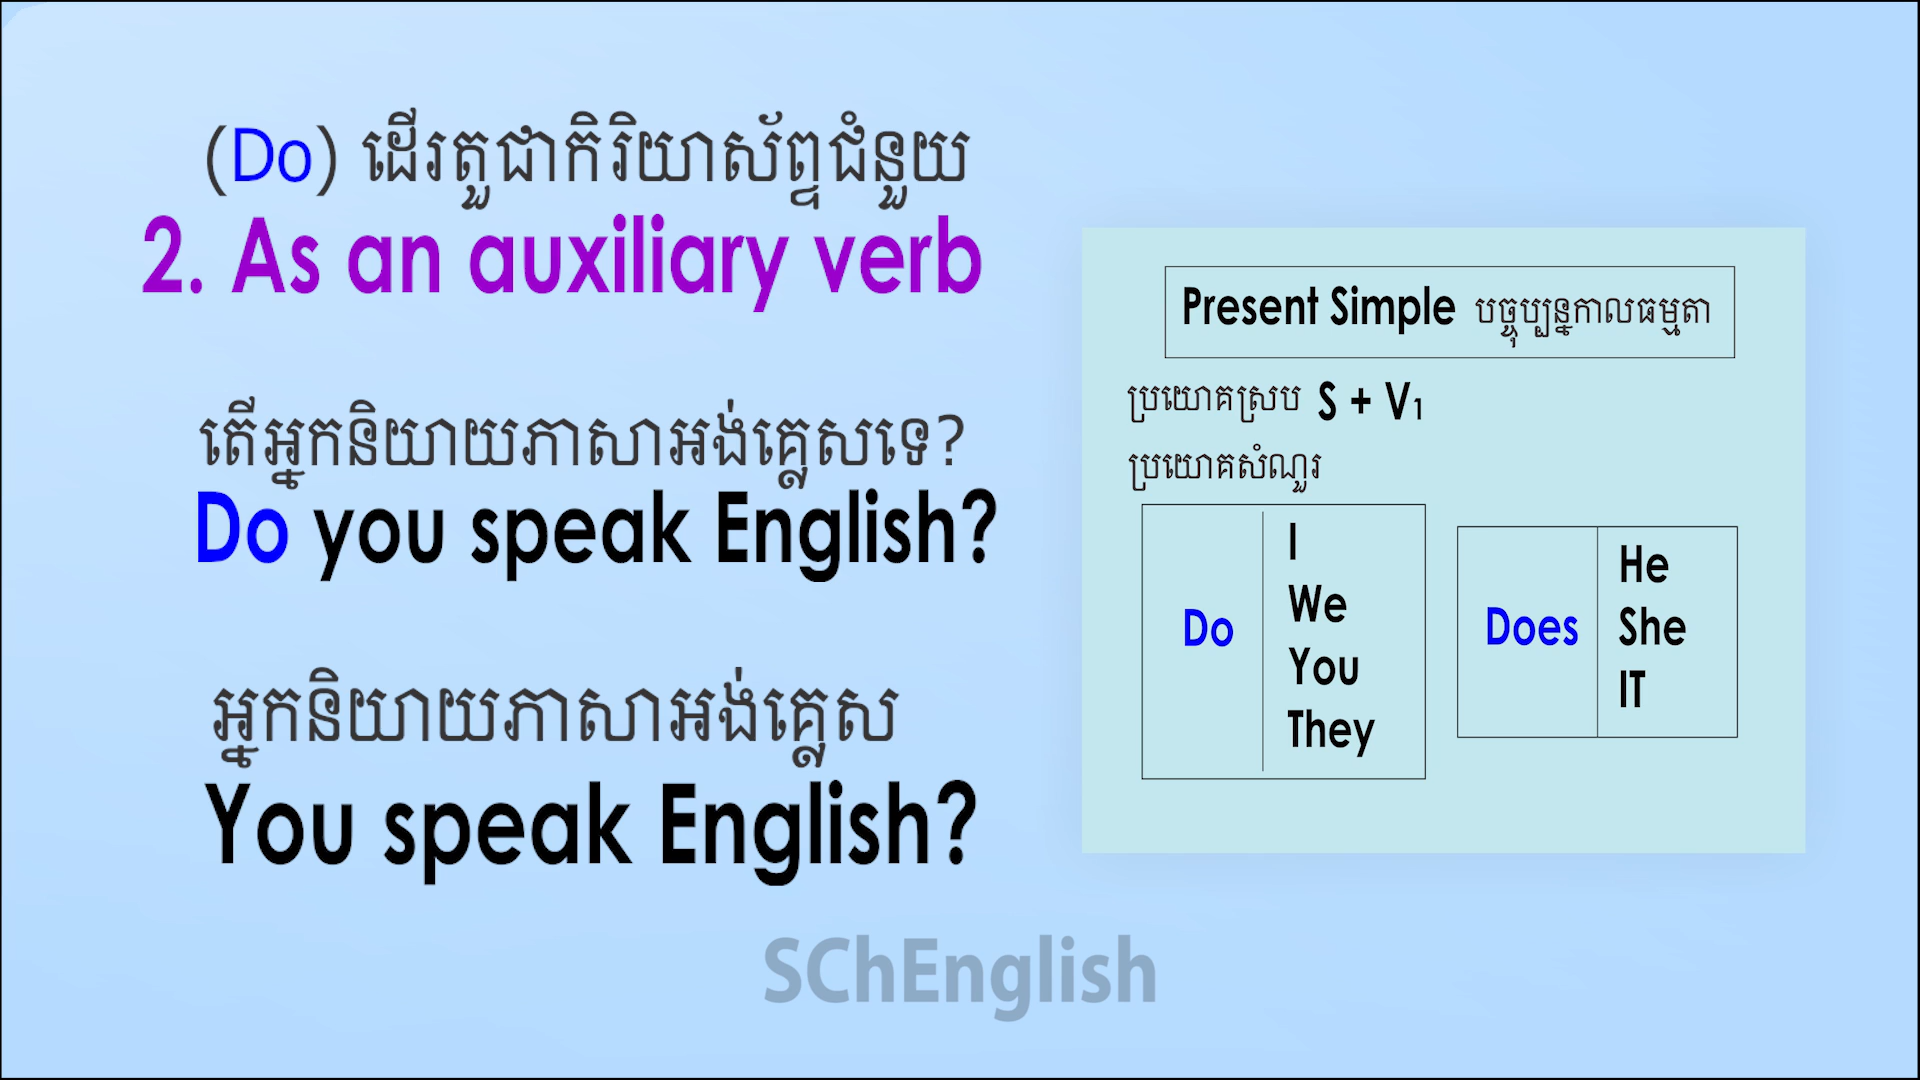 (Do) ដើរតួជាកិរិយាស័ព្ទជំនួយ
2. As an auxiliary verb
តើអ្នកនិយាយភាសាអង់គ្លេសទេ?
Do you speak English?
អ្នកនិយាយភាសាអង់គ្លេស
You speak English?
Present Simple បច្ចុប្បន្នកាលធម្មតា
ប្រយោគស្រប S + V₁
ប្រយោគសំណួរ
Do
I
We
You
They
Does
He
She
IT
SChEnglish